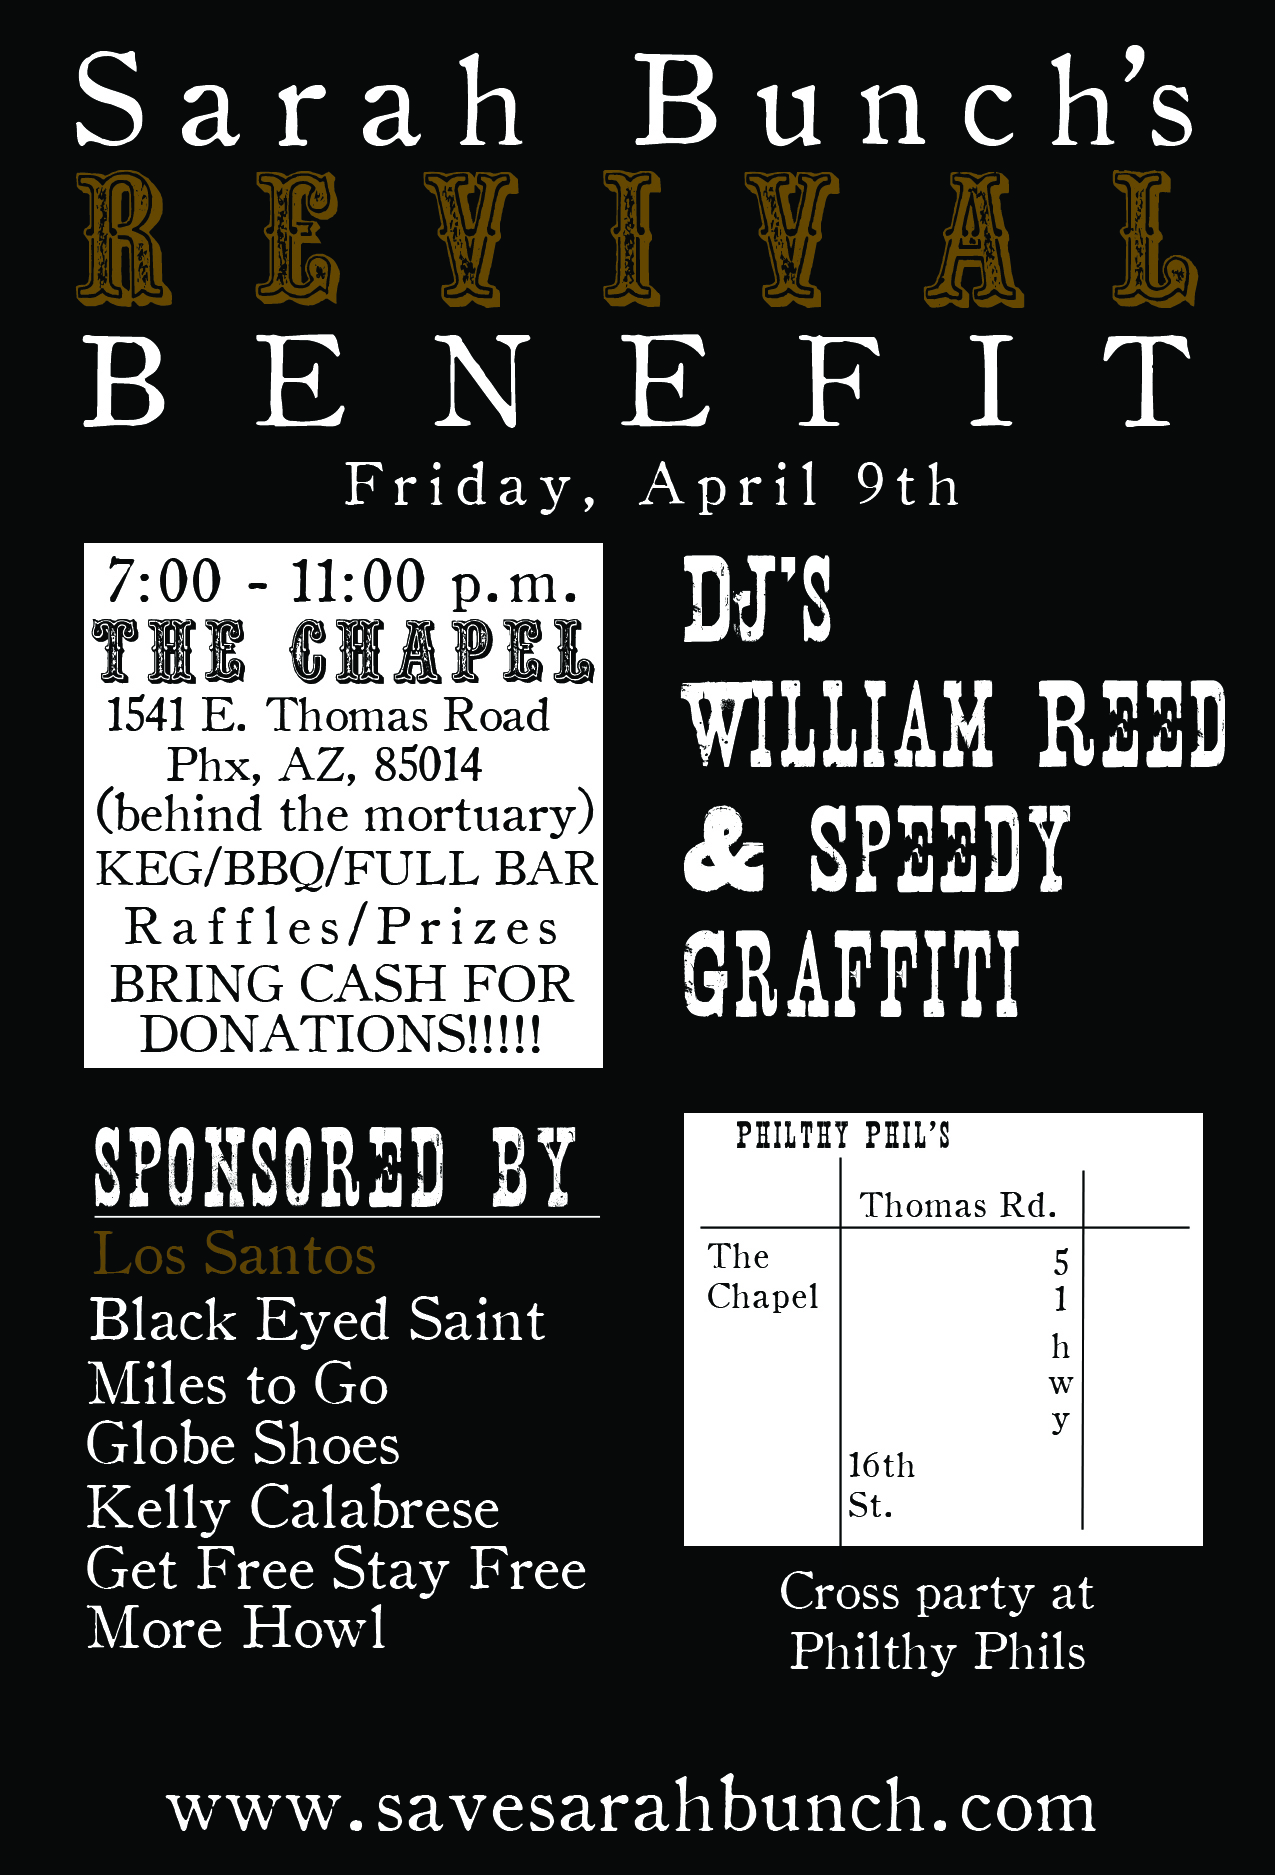 Sarah Bunch's
REVIVAL
BENEFIT
Friday, April 9th
7:00 - 11:00 p.m.
THE CHAPEL
1541 E. Thomas Road
Phx, AZ, 85014
(behind the mortuary)
KEG/BBQ/FULL BAR
Raffles/Prizes
BRING CASH FOR
DONATIONS!!!!!
DJ'S
WILLIAM REED
& SPEEDY
GRAFFITI
SPONSORED BY
Los Santos
Black Eyed Saint
Miles to Go
Globe Shoes
Kelly Calabrese
Get Free Stay Free
More Howl
PHILTHY PHIL'S
Thomas Rd.
The
Chapel
5
1
h
w
y
16th
St.
Cross party at
Philthy Phils
www.savesarahbunch.com